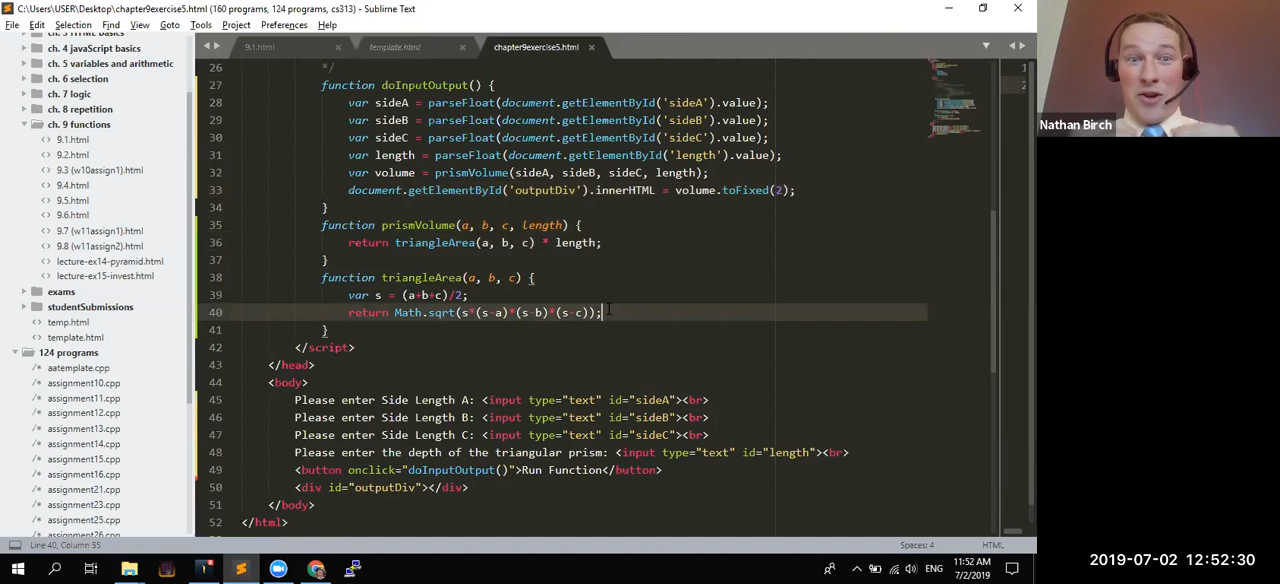 C:\Users\USER\Desktop\chapter9exercise5.html (160 programs, 124 programs, cs313) - Sublime Text
File Edit Selection Find View Goto Tools Project Preferences Help
9.1.html template.html chapter9exercise5.html
ch. 4 javaScript basics
ch. 5 variables and arithmetic
ch. 6 selection
ch. 7 logic
ch. 8 repetition
ch. 9 functions
9.1.html
9.2.html
9.3 (w10assign1).html
9.4.html
9.5.html
9.6.html
9.7 (w11assign1).html
9.8 (w11assign2).html
lecture-ex14-pyramid.html
lecture-ex15-invest.html
exams
studentSubmissions
temp.html
template.html
124 programs
aatemplate.cpp
assignment10.cpp
assignment11.cpp
assignment12.cpp
assignment13.cpp
assignment14.cpp
assignment15.cpp
assignment16.cpp
assignment21.cpp
assignment23.cpp
assignment25.cpp
assignment26.cpp
26 */
27 function doInputOutput() {
28 var sideA = parseFloat(document.getElementById('sideA').value);
29 var sideB = parseFloat(document.getElementById('sideB').value);
30 var sideC = parseFloat(document.getElementById('sideC').value);
31 var length = parseFloat(document.getElementById('length').value);
32 var volume = prismVolume(sideA, sideB, sideC, length);
33 document.getElementById('outputDiv').innerHTML = volume.toFixed(2);
34 }
35 function prismVolume(a, b, c, length) {
36 return triangleArea(a, b, c) * length;
37 }
38 function triangleArea(a, b, c) {
39 var s = (a+b+c)/2;
40 return Math.sqrt(s*(s-a)*(s-b)*(s-c));
41 }
42 </script>
43 </head>
44 <body>
45 Please enter Side Length A: <input type="text" id="sideA"><br>
46 Please enter Side Length B: <input type="text" id="sideB"><br>
47 Please enter Side Length C: <input type="text" id="sideC"><br>
48 Please enter the depth of the triangular prism: <input type="text" id="length"><br>
49 <button onclick="doInputOutput()">Run Function</button>
50 <div id="outputDiv"></div>
51 </body>
52 </html>
1
2
Line 40, Column 55 Spaces: 4 HTML
ENG
11:52 AM
7/2/2019
Nathan Birch
2019-07-02 12:52:30